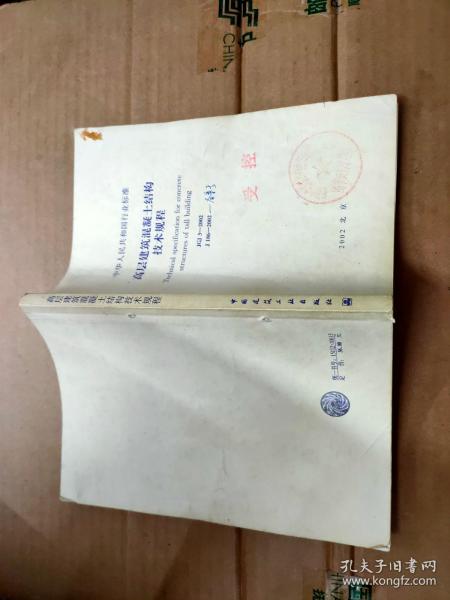 中华人民共和国行业标准
高层建筑混凝土结构
技术规程
Technical specification for concrete
structures of tall building
JGJ 3—2002
J 186—2002
受控
2002 北京
高层建筑混凝土结构技术规程
中国建筑工业出版社
CHIN
孔夫子旧书网
www.kongfz.com